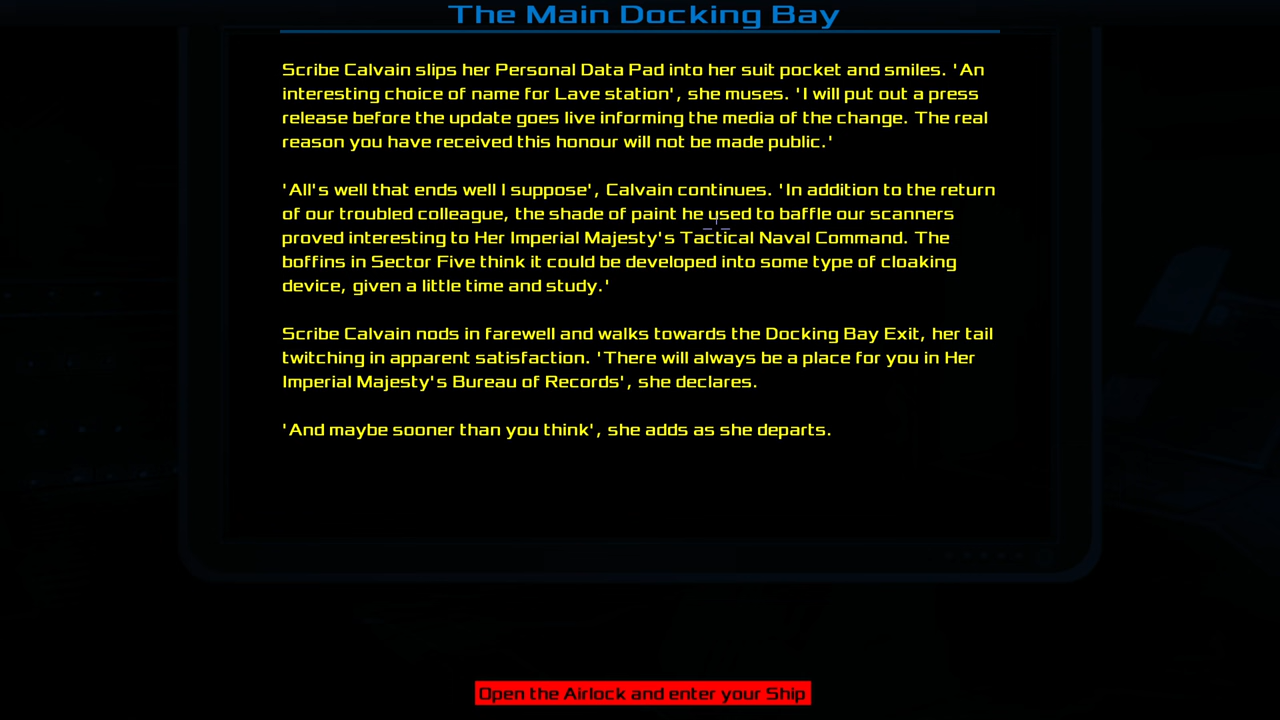 The Main Docking Bay
Scribe Calvain slips her Personal Data Pad into her suit pocket and smiles. 'An
interesting choice of name for Lave station', she muses. 'I will put out a press
release before the update goes live informing the media of the change. The real
reason you have received this honour will not be made public.'
'All's well that ends well I suppose', Calvain continues. 'In addition to the return
of our troubled colleague, the shade of paint he used to baffle our scanners
proved interesting to Her Imperial Majesty's Tactical Naval Command. The
boffins in Sector Five think it could be developed into some type of cloaking
device, given a little time and study.'
Scribe Calvain nods in farewell and walks towards the Docking Bay Exit, her tail
twitching in apparent satisfaction. 'There will always be a place for you in Her
Imperial Majesty's Bureau of Records', she declares.
'And maybe sooner than you think', she adds as she departs.
Open the Airlock and enter your Ship